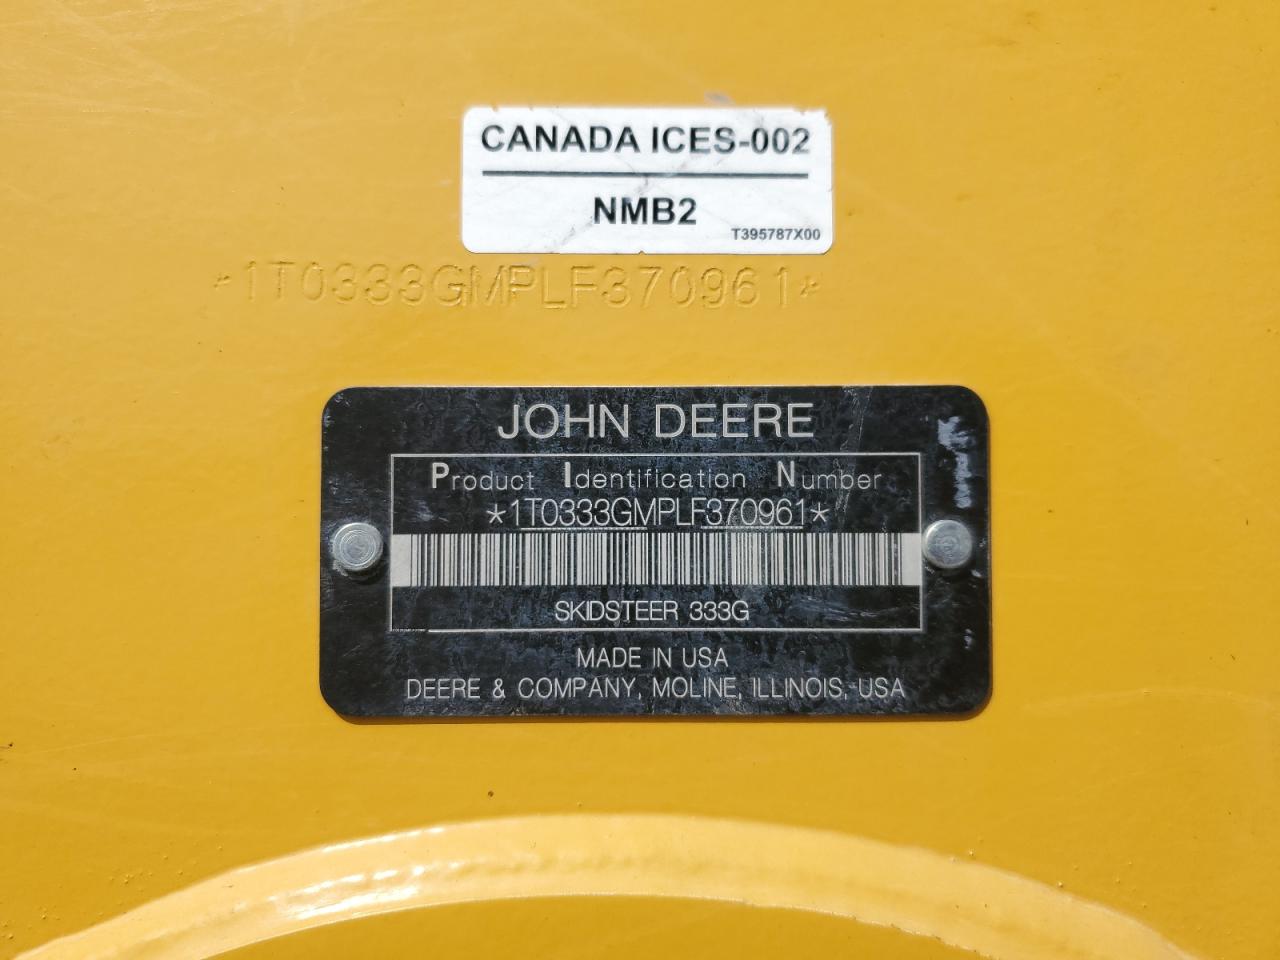 CANADA ICES-002
NMB2
T395787X00
*1T0333GMPLF370961*
JOHN DEERE
Product Identification Number
*1T0333GMPLF370961*
SKIDSTEER 333G
MADE IN USA
DEERE & COMPANY, MOLINE, ILLINOIS, USA